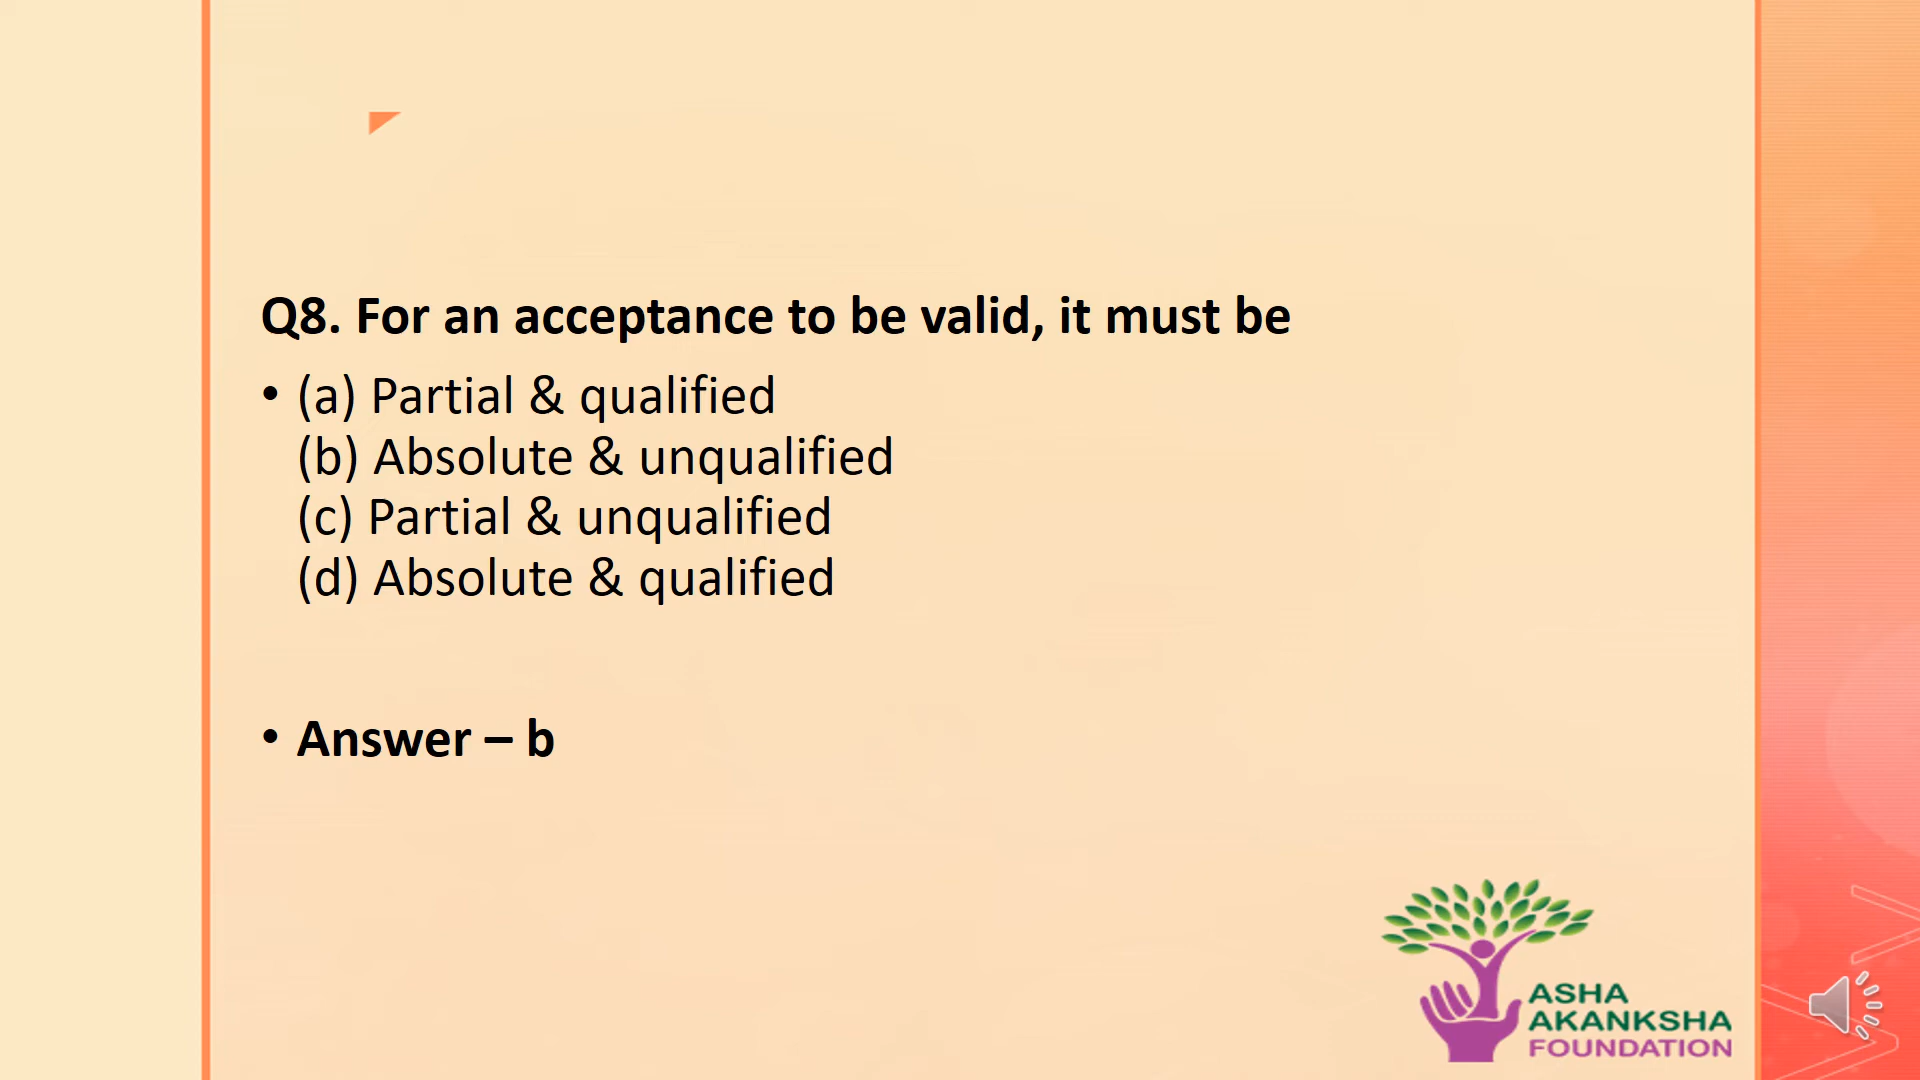 Q8. For an acceptance to be valid, it must be
• (a) Partial & qualified
(b) Absolute & unqualified
(c) Partial & unqualified
(d) Absolute & qualified
• Answer – b
ASHA
AKANKSHA
FOUNDATION